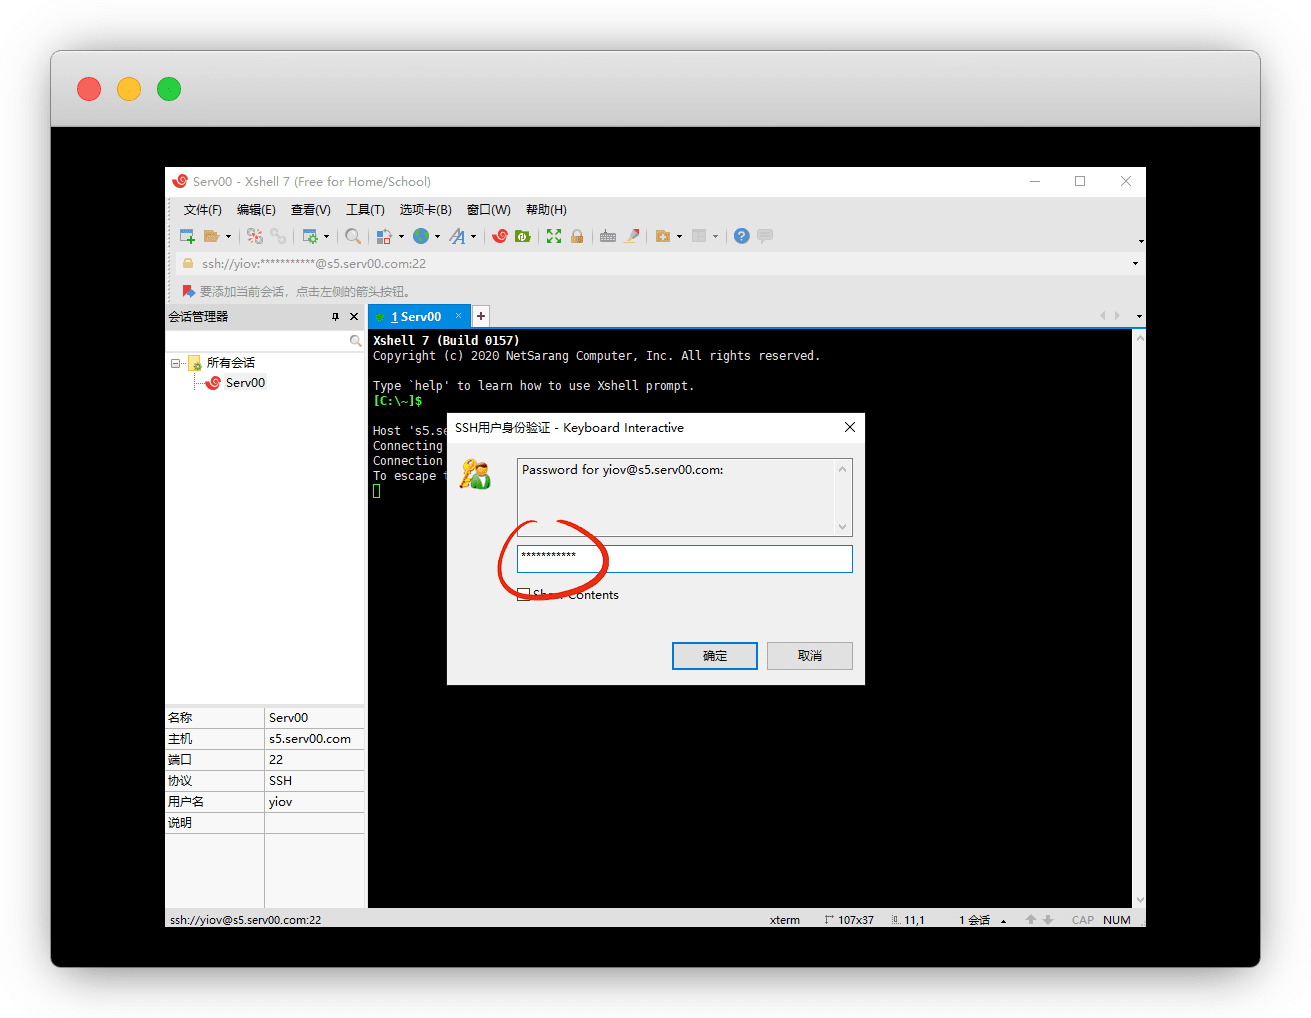 Serv00 - Xshell 7 (Free for Home/School)
文件(F) 编辑(E) 查看(V) 工具(T) 选项卡(B) 窗口(W) 帮助(H)
ssh://yiov:***********@s5.serv00.com:22
要添加当前会话，点击左侧的箭头按钮。
会话管理器
1 Serv00
所有会话
Serv00
Xshell 7 (Build 0157)
Copyright (c) 2020 NetSarang Computer, Inc. All rights reserved.
Type `help' to learn how to use Xshell prompt.
[C:\~]$
Host 's5.se
Connecting
Connection
To escape
SSH用户身份验证 - Keyboard Interactive
Password for yiov@s5.serv00.com:
***********
Show Contents
确定 取消
名称 Serv00
主机 s5.serv00.com
端口 22
协议 SSH
用户名 yiov
说明
ssh://yiov@s5.serv00.com:22 xterm 107x37 11,1 1 会话 CAP NUM